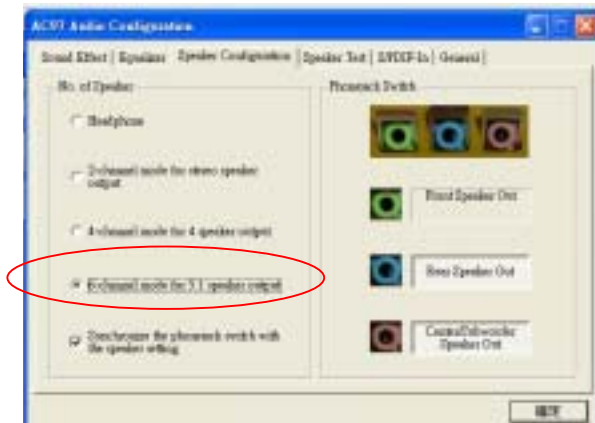 AC97 Audio Configuration
Sound Effect | Equalizer | Speaker Configuration | Speaker Test | S/PDIF-In | General |
No. of Speaker
Headphone
2-channel mode for stereo speaker
output
4-channel mode for 4 speaker output
6-channel mode for 5.1 speaker output
Synchronize the phonejack switch with
the speaker setting
Phonejack Switch
Front Speaker Out
Rear Speaker Out
Center/Subwoofer
Speaker Out
確定